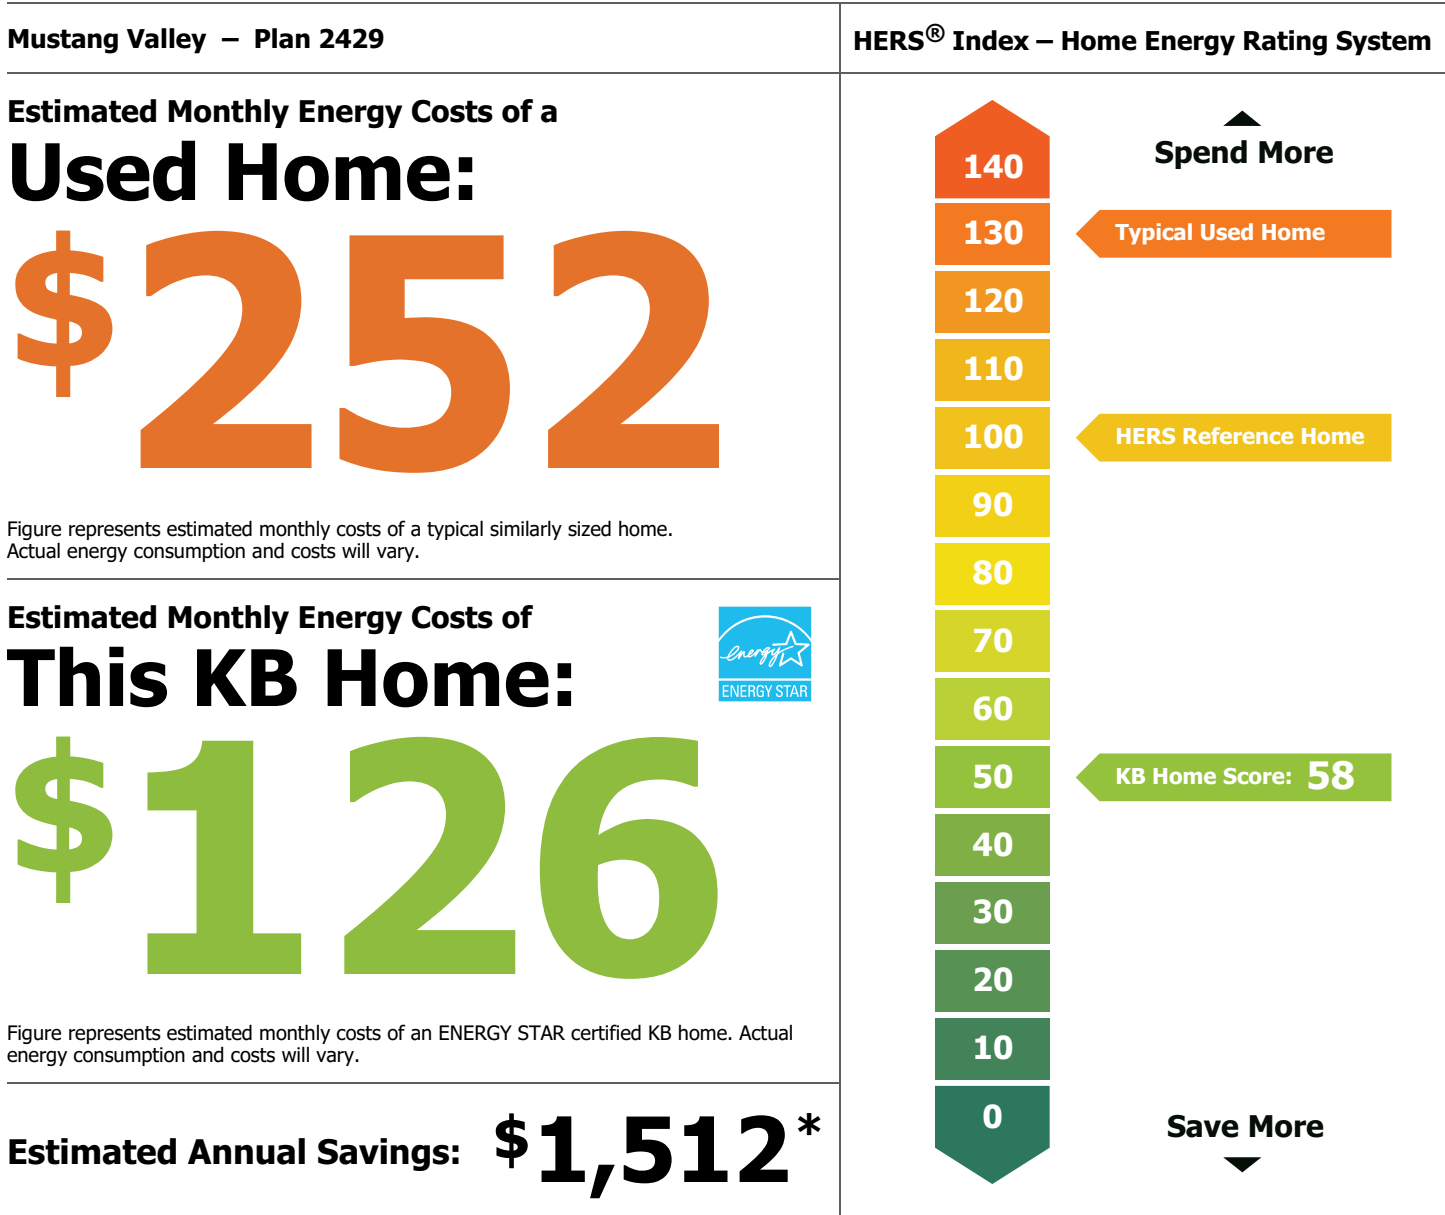 Mustang Valley – Plan 2429
Estimated Monthly Energy Costs of a
Used Home:
$252
Figure represents estimated monthly costs of a typical similarly sized home.
Actual energy consumption and costs will vary.
Estimated Monthly Energy Costs of
This KB Home:
energy
ENERGY STAR
$126
Figure represents estimated monthly costs of an ENERGY STAR certified KB home. Actual
energy consumption and costs will vary.
Estimated Annual Savings: $1,512*
HERS® Index – Home Energy Rating System
Spend More
140
130 Typical Used Home
120
110
100 HERS Reference Home
90
80
70
60
50 KB Home Score: 58
40
30
20
10
0
Save More